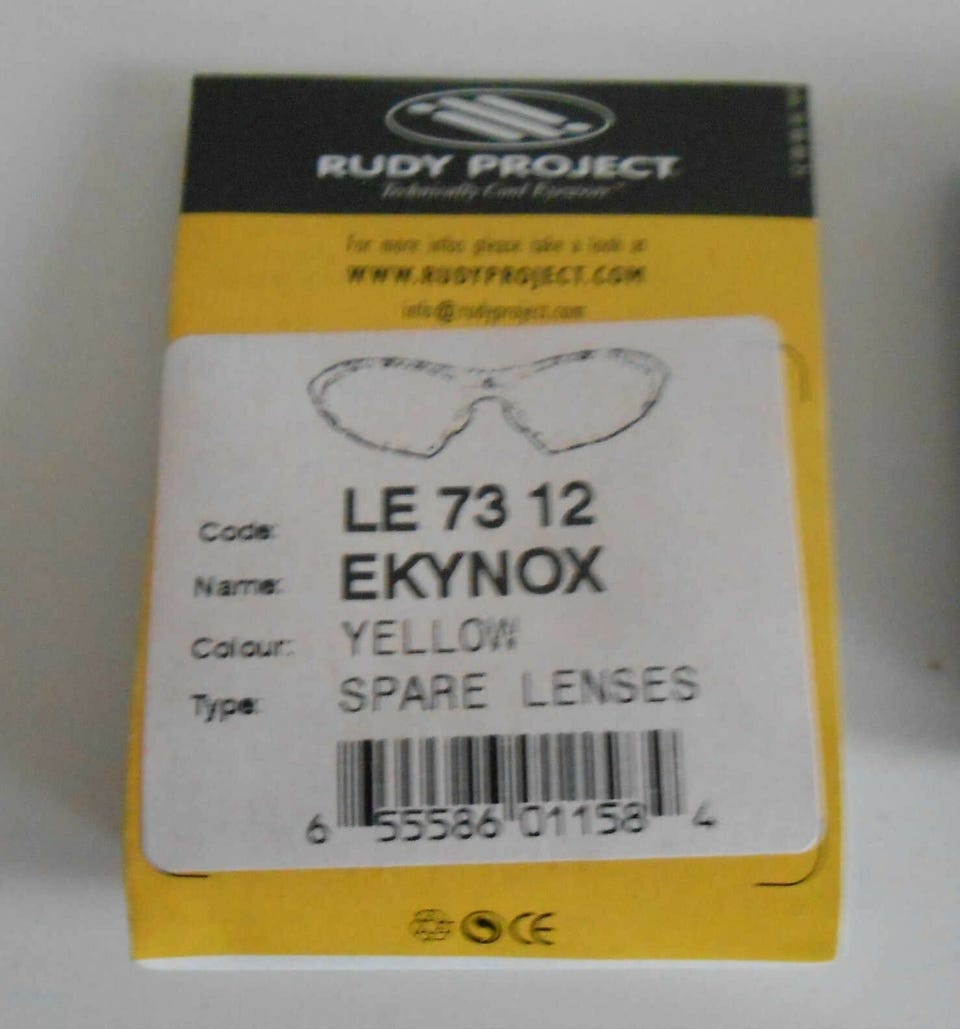 RUDY PROJECT
Technically Cool Eyewear™
For more infos please take a look at
WWW.RUDYPROJECT.COM
info@rudyproject.com
Code: LE 73 12
Name: EKYNOX
Colour: YELLOW
Type: SPARE LENSES
6 55586 01158 4
CE